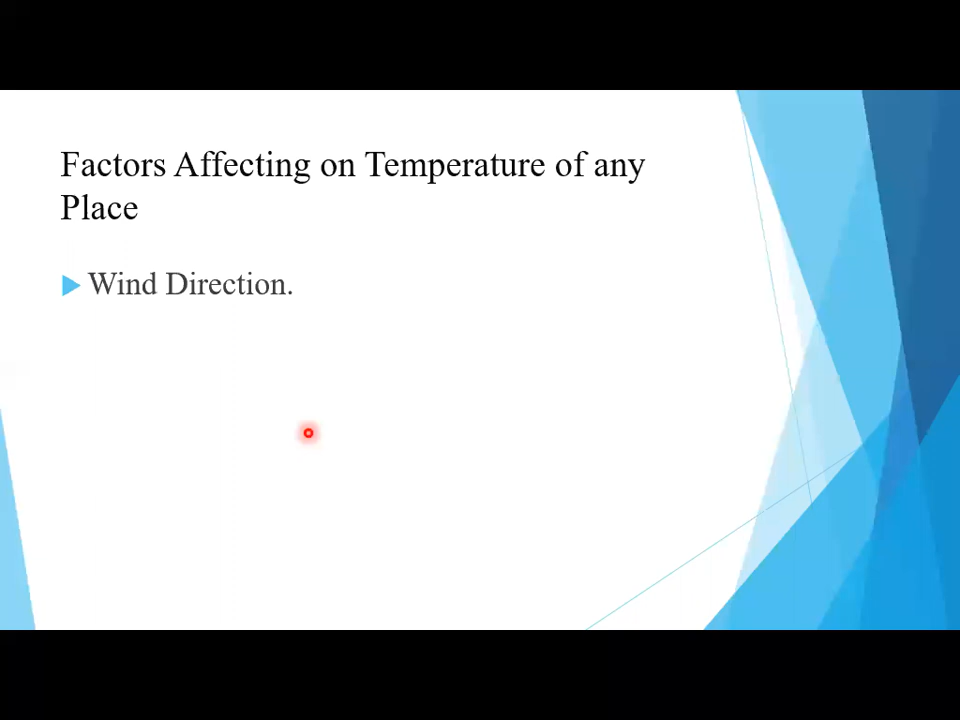 Factors Affecting on Temperature of any
Place
Wind Direction.